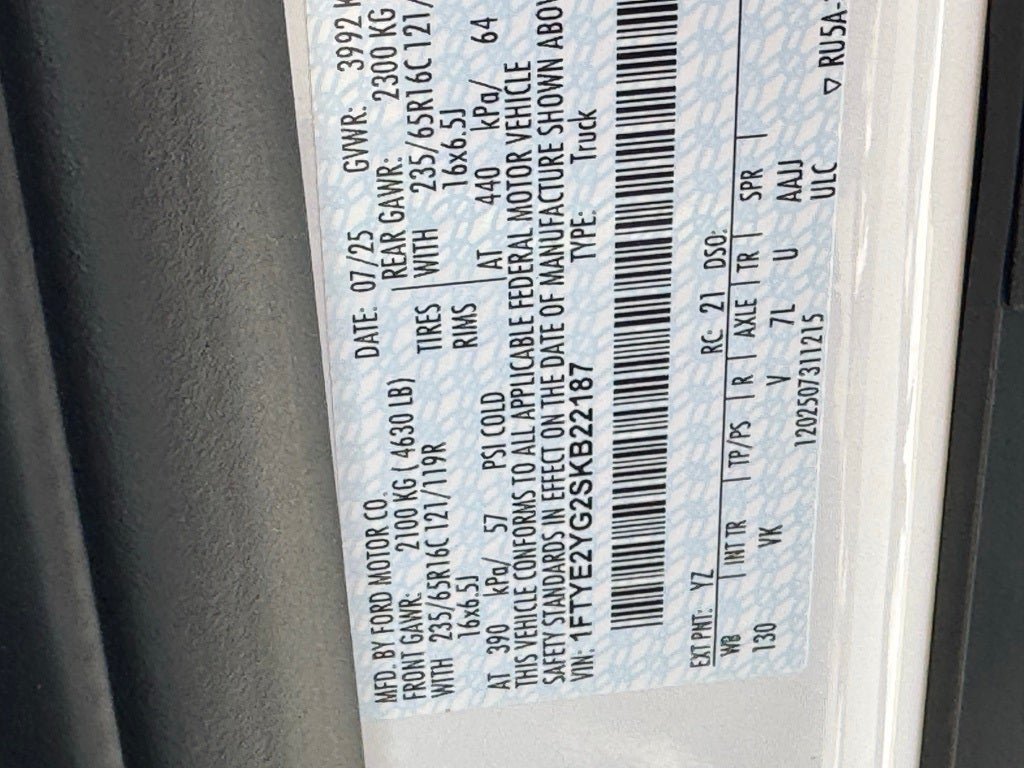 MFD. BY FORD MOTOR CO. DATE: 07/25 GVWR: 3992 K
FRONT GAWR: 2100 KG ( 4630 LB) REAR GAWR: 2300 KG
WITH 235/65R16C 121/119R TIRES WITH 235/65R16C 121/
16x6.5J RIMS 16x6.5J
AT 390 kPa/ 57 PSI COLD AT 440 kPa/ 64
THIS VEHICLE CONFORMS TO ALL APPLICABLE FEDERAL MOTOR VEHICLE
SAFETY STANDARDS IN EFFECT ON THE DATE OF MANUFACTURE SHOWN ABOV
VIN: 1FTYE2YG2SKB22187 TYPE: Truck
EXT PNT: YZ RC: 21 DSO:
WB INT TR TP/PS R AXLE TR SPR
130 VK V 7L U AAJJ
1202507311215 ULC ▽ RU5A-